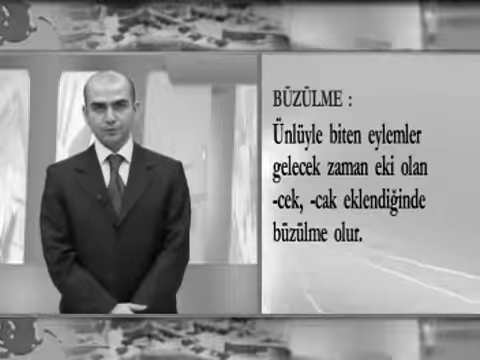 BÜZÜLME :
Ünlüyle biten eylemler
gelecek zaman eki olan
-cek, -cak eklendiğinde
büzülme olur.